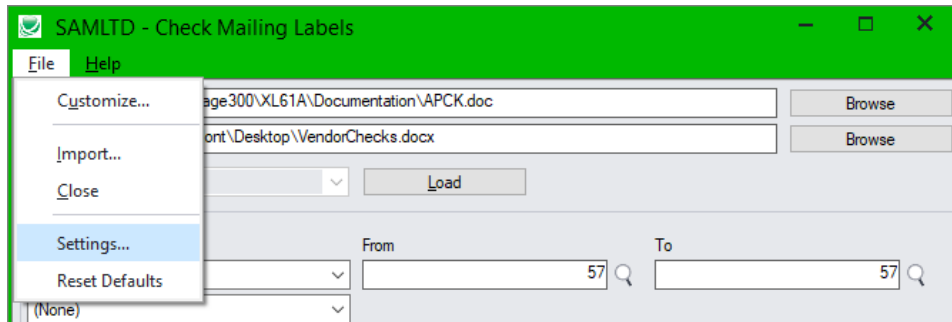 SAMLTD - Check Mailing Labels
File Help
Customize...
age300\XL61A\Documentation\APCK.doc
Browse
Import...
ont\Desktop\VendorChecks.docx
Browse
Close
Load
Settings...
From
To
Reset Defaults
57
57
(None)